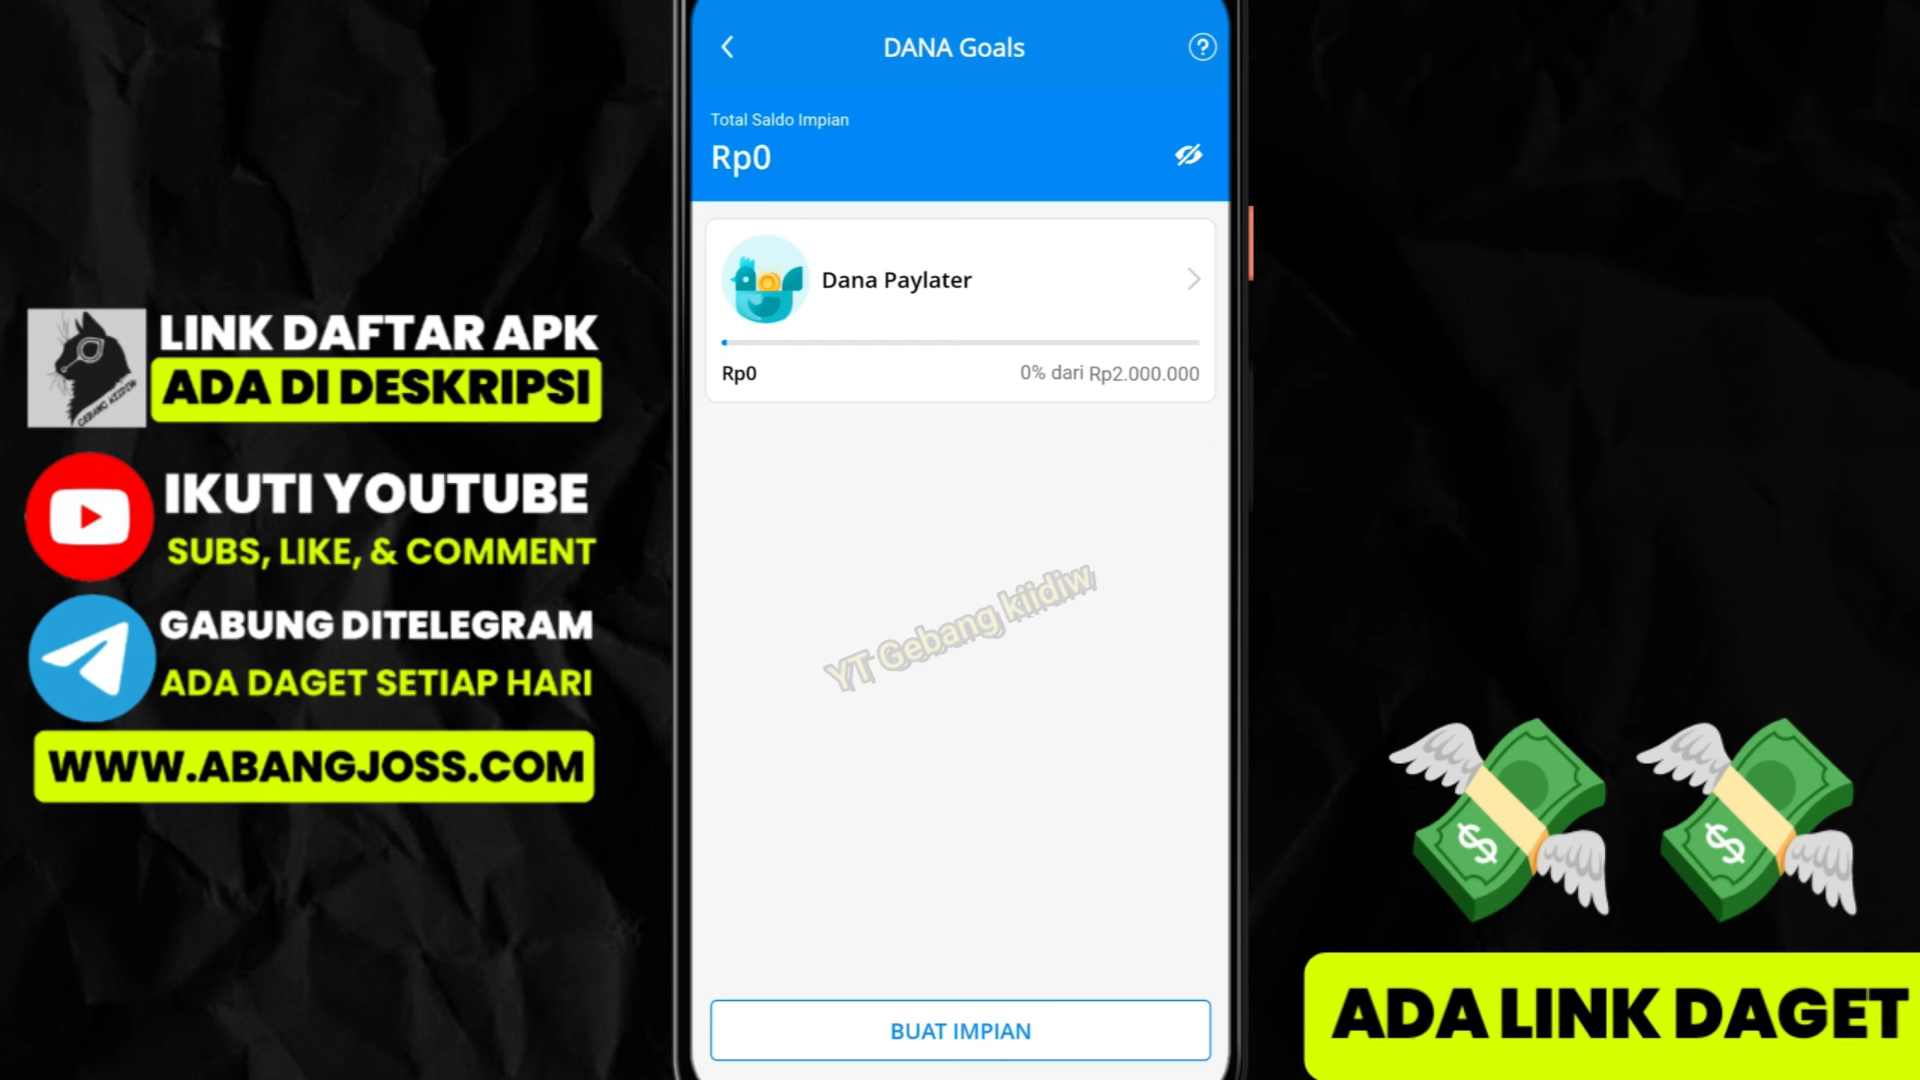 LINK DAFTAR APK
ADA DI DESKRIPSI
GEBANG KIIDIW
IKUTI YOUTUBE
SUBS, LIKE, & COMMENT
GABUNG DITELEGRAM
ADA DAGET SETIAP HARI
WWW.ABANGJOSS.COM
DANA Goals
?
Total Saldo Impian
Rp0
Dana Paylater
Rp0
0% dari Rp2.000.000
YT Gebang kiidiw
BUAT IMPIAN
$
$
ADA LINK DAGET